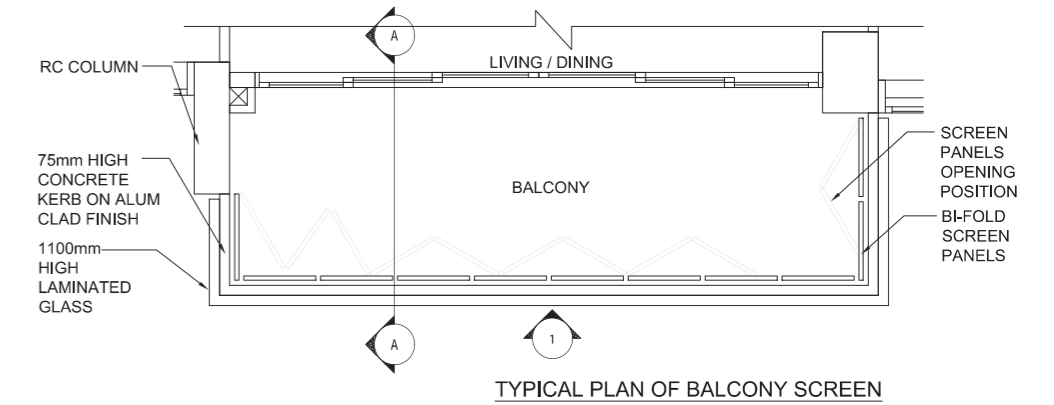 A
LIVING / DINING
RC COLUMN
75mm HIGH
CONCRETE
KERB ON ALUM
CLAD FINISH
1100mm
HIGH
LAMINATED
GLASS
BALCONY
SCREEN
PANELS
OPENING
POSITION
BI-FOLD
SCREEN
PANELS
A
1
TYPICAL PLAN OF BALCONY SCREEN